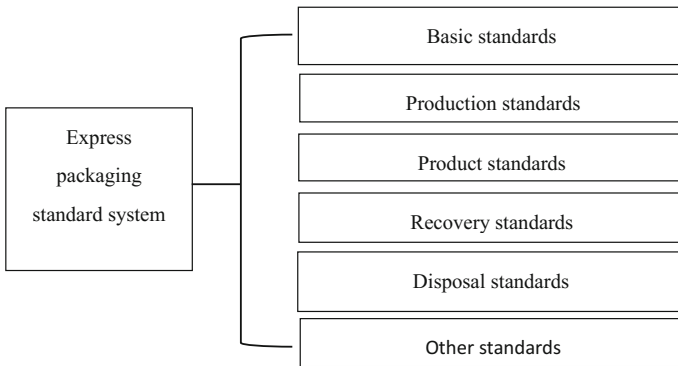 Express
packaging
standard system
Basic standards
Production standards
Product standards
Recovery standards
Disposal standards
Other standards